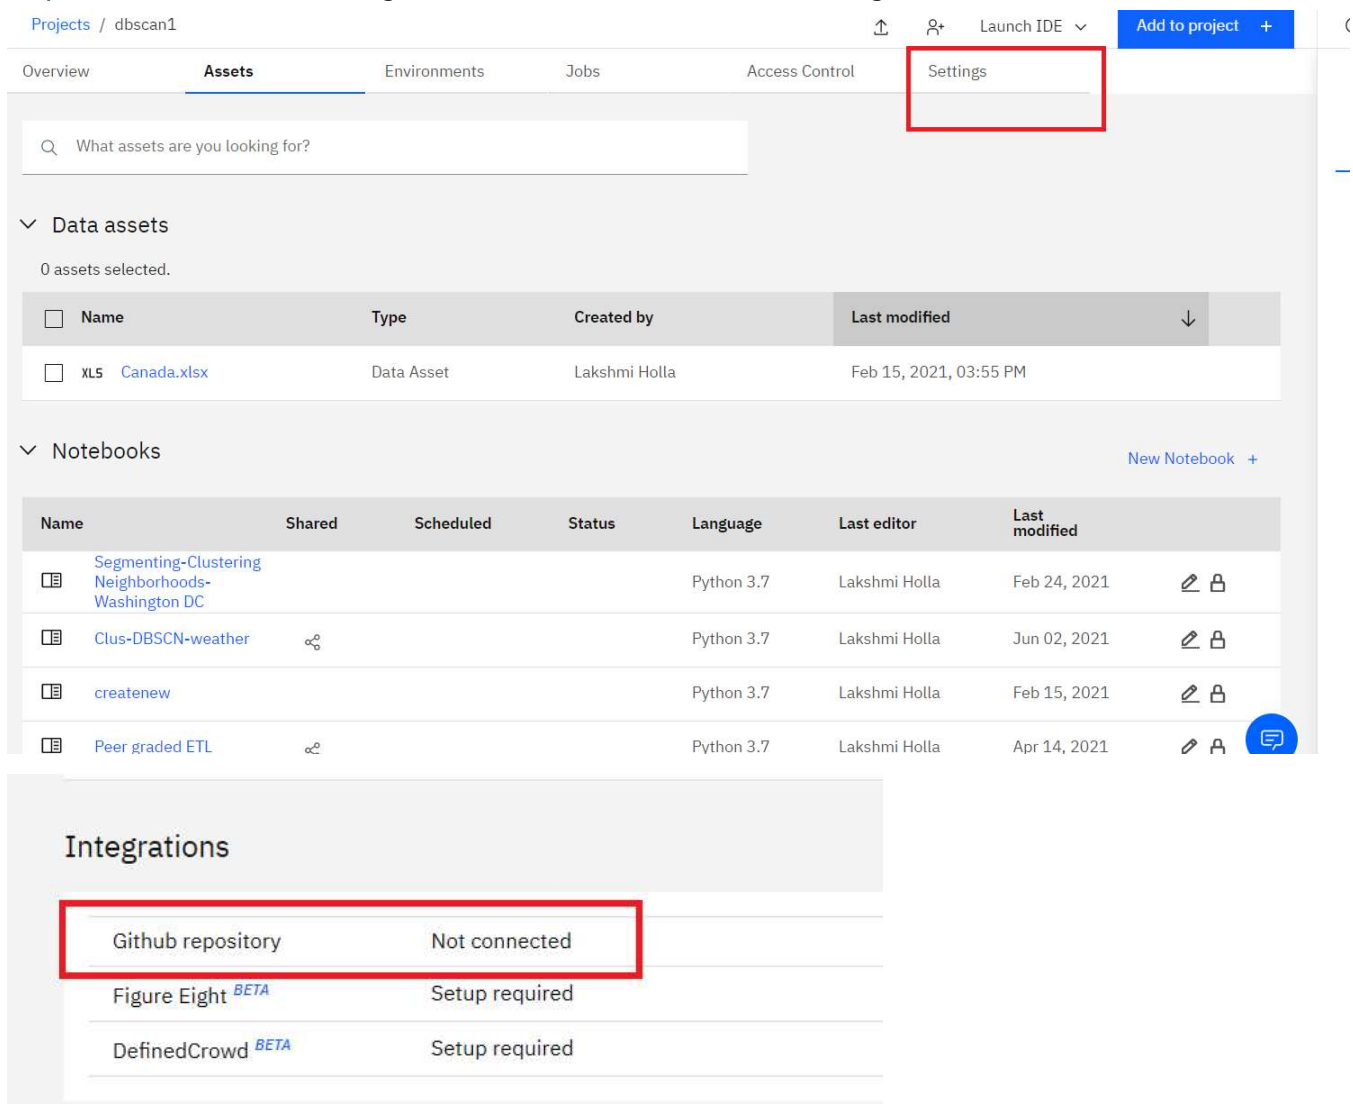 Projects / dbscan1 Launch IDE Add to project +
Overview Assets Environments Jobs Access Control Settings
What assets are you looking for?
Data assets
0 assets selected.
Name Type Created by Last modified
XLS Canada.xlsx Data Asset Lakshmi Holla Feb 15, 2021, 03:55 PM
Notebooks
New Notebook +
Name Shared Scheduled Status Language Last editor Last modified
Segmenting-Clustering
Neighborhoods-
Washington DC Python 3.7 Lakshmi Holla Feb 24, 2021
Clus-DBSCN-weather Python 3.7 Lakshmi Holla Jun 02, 2021
createnew Python 3.7 Lakshmi Holla Feb 15, 2021
Peer graded ETL Python 3.7 Lakshmi Holla Apr 14, 2021
Integrations
Github repository Not connected
Figure Eight BETA Setup required
DefinedCrowd BETA Setup required